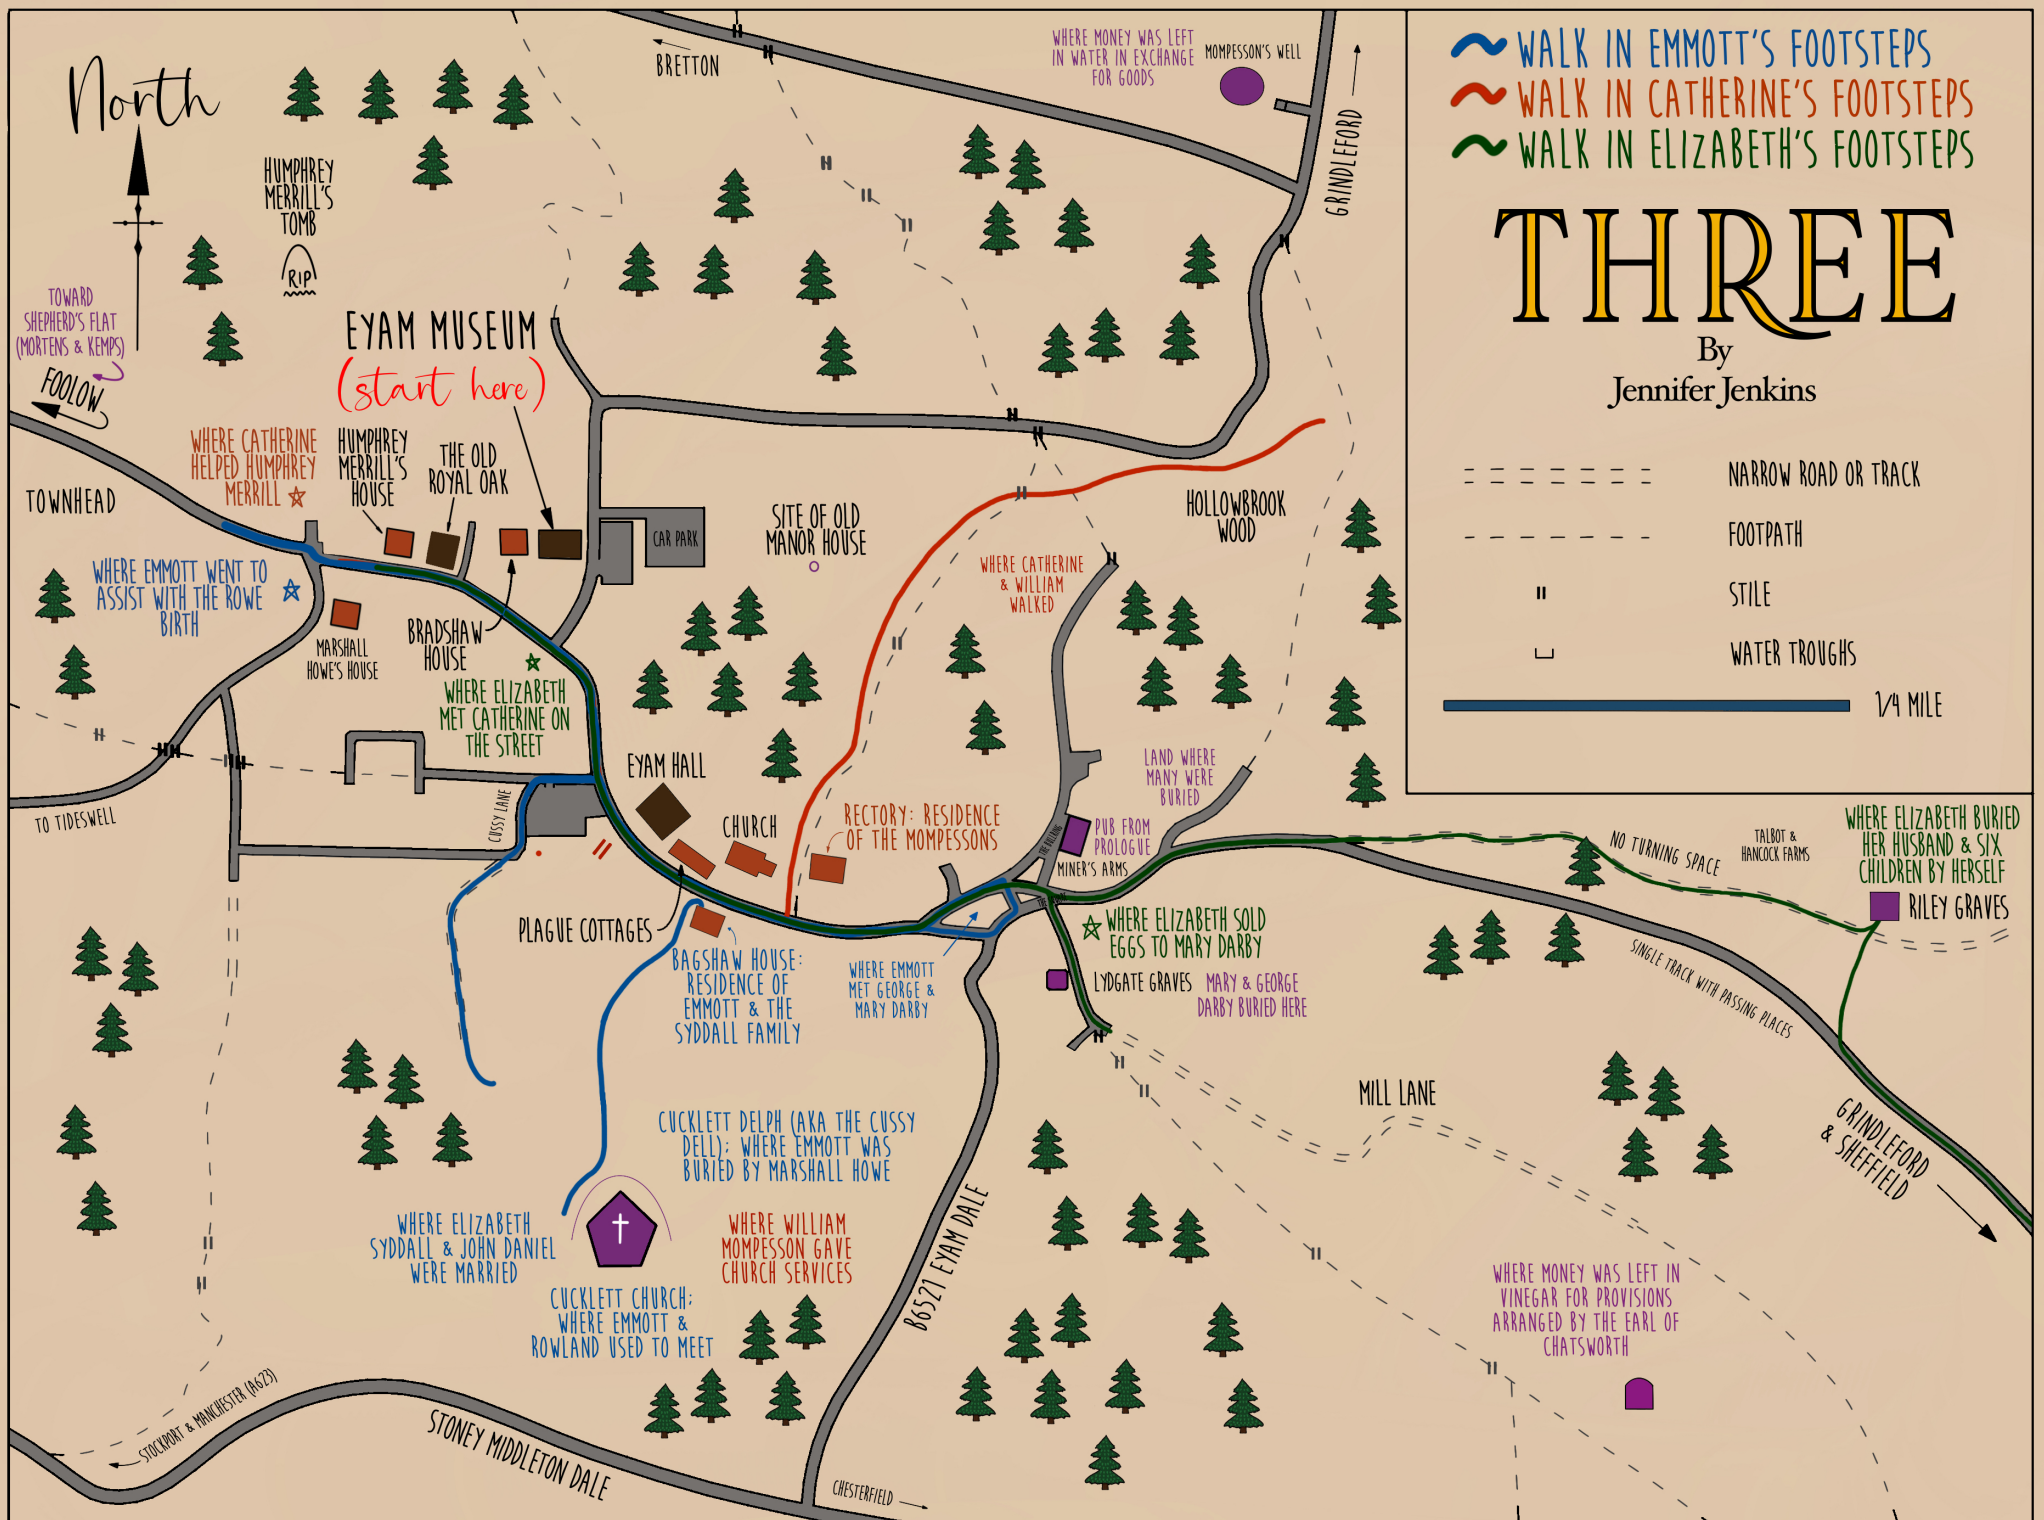 WALK IN EMMOTT'S FOOTSTEPS
WALK IN CATHERINE'S FOOTSTEPS
WALK IN ELIZABETH'S FOOTSTEPS
THREE
By
Jennifer Jenkins
NARROW ROAD OR TRACK
FOOTPATH
STILE
WATER TROUGHS
1/4 MILE
North
BRETTON
WHERE MONEY WAS LEFT
IN WATER IN EXCHANGE
FOR GOODS
MOMPESSON'S WELL
GRINDLEFORD
HUMPHREY
MERRILL'S
TOMB
RIP
TOWARD
SHEPHERD'S FLAT
(MORTENS & KEMPS)
FOOLOW
EYAM MUSEUM
(start here)
WHERE CATHERINE
HELPED HUMPHREY
MERRILL
HUMPHREY
MERRILL'S
HOUSE
THE OLD
ROYAL OAK
TOWNHEAD
CAR PARK
SITE OF OLD
MANOR HOUSE
HOLLOWBROOK
WOOD
WHERE CATHERINE
& WILLIAM
WALKED
WHERE EMMOTT WENT TO
ASSIST WITH THE ROWE
BIRTH
MARSHALL
HOWE'S HOUSE
BRADSHAW
HOUSE
WHERE ELIZABETH
MET CATHERINE ON
THE STREET
EYAM HALL
LAND WHERE
MANY WERE
BURIED
TO TIDESWELL
CUSSY LANE
CHURCH
RECTORY: RESIDENCE
OF THE MOMPESSONS
PUB FROM
PROLOGUE
MINER'S ARMS
NO TURNING SPACE
TALBOT &
HANCOCK FARMS
WHERE ELIZABETH BURIED
HER HUSBAND & SIX
CHILDREN BY HERSELF
RILEY GRAVES
PLAGUE COTTAGES
BAGSHAW HOUSE:
RESIDENCE OF
EMMOTT & THE
SYDDALL FAMILY
WHERE EMMOTT
MET GEORGE &
MARY DARBY
WHERE ELIZABETH SOLD
EGGS TO MARY DARBY
LYDGATE GRAVES
MARY & GEORGE
DARBY BURIED HERE
SINGLE TRACK WITH PASSING PLACES
MILL LANE
GRINDLEFORD
& SHEFFIELD
CUCKLETT DELPH (AKA THE CUSSY
DELL): WHERE EMMOTT WAS
BURIED BY MARSHALL HOWE
WHERE ELIZABETH
SYDDALL & JOHN DANIEL
WERE MARRIED
WHERE WILLIAM
MOMPESSON GAVE
CHURCH SERVICES
CUCKLETT CHURCH:
WHERE EMMOTT &
ROWLAND USED TO MEET
B6521 EYAM DALE
WHERE MONEY WAS LEFT IN
VINEGAR FOR PROVISIONS
ARRANGED BY THE EARL OF
CHATSWORTH
STOCKPORT & MANCHESTER (A623)
STONEY MIDDLETON DALE
CHESTERFIELD